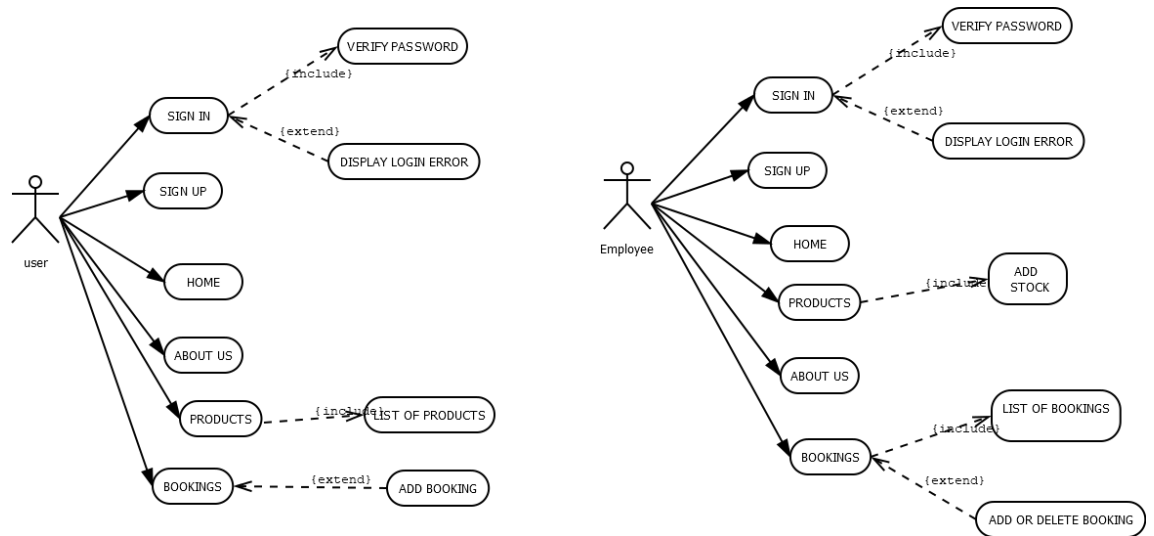 VERIFY PASSWORD
{include}
SIGN IN
{extend}
DISPLAY LOGIN ERROR
SIGN UP
user
HOME
ABOUT US
PRODUCTS
{include}
LIST OF PRODUCTS
BOOKINGS
{extend}
ADD BOOKING
VERIFY PASSWORD
{include}
SIGN IN
{extend}
DISPLAY LOGIN ERROR
SIGN UP
Employee
HOME
PRODUCTS
{include}
ADD
STOCK
ABOUT US
BOOKINGS
{include}
LIST OF BOOKINGS
{extend}
ADD OR DELETE BOOKING